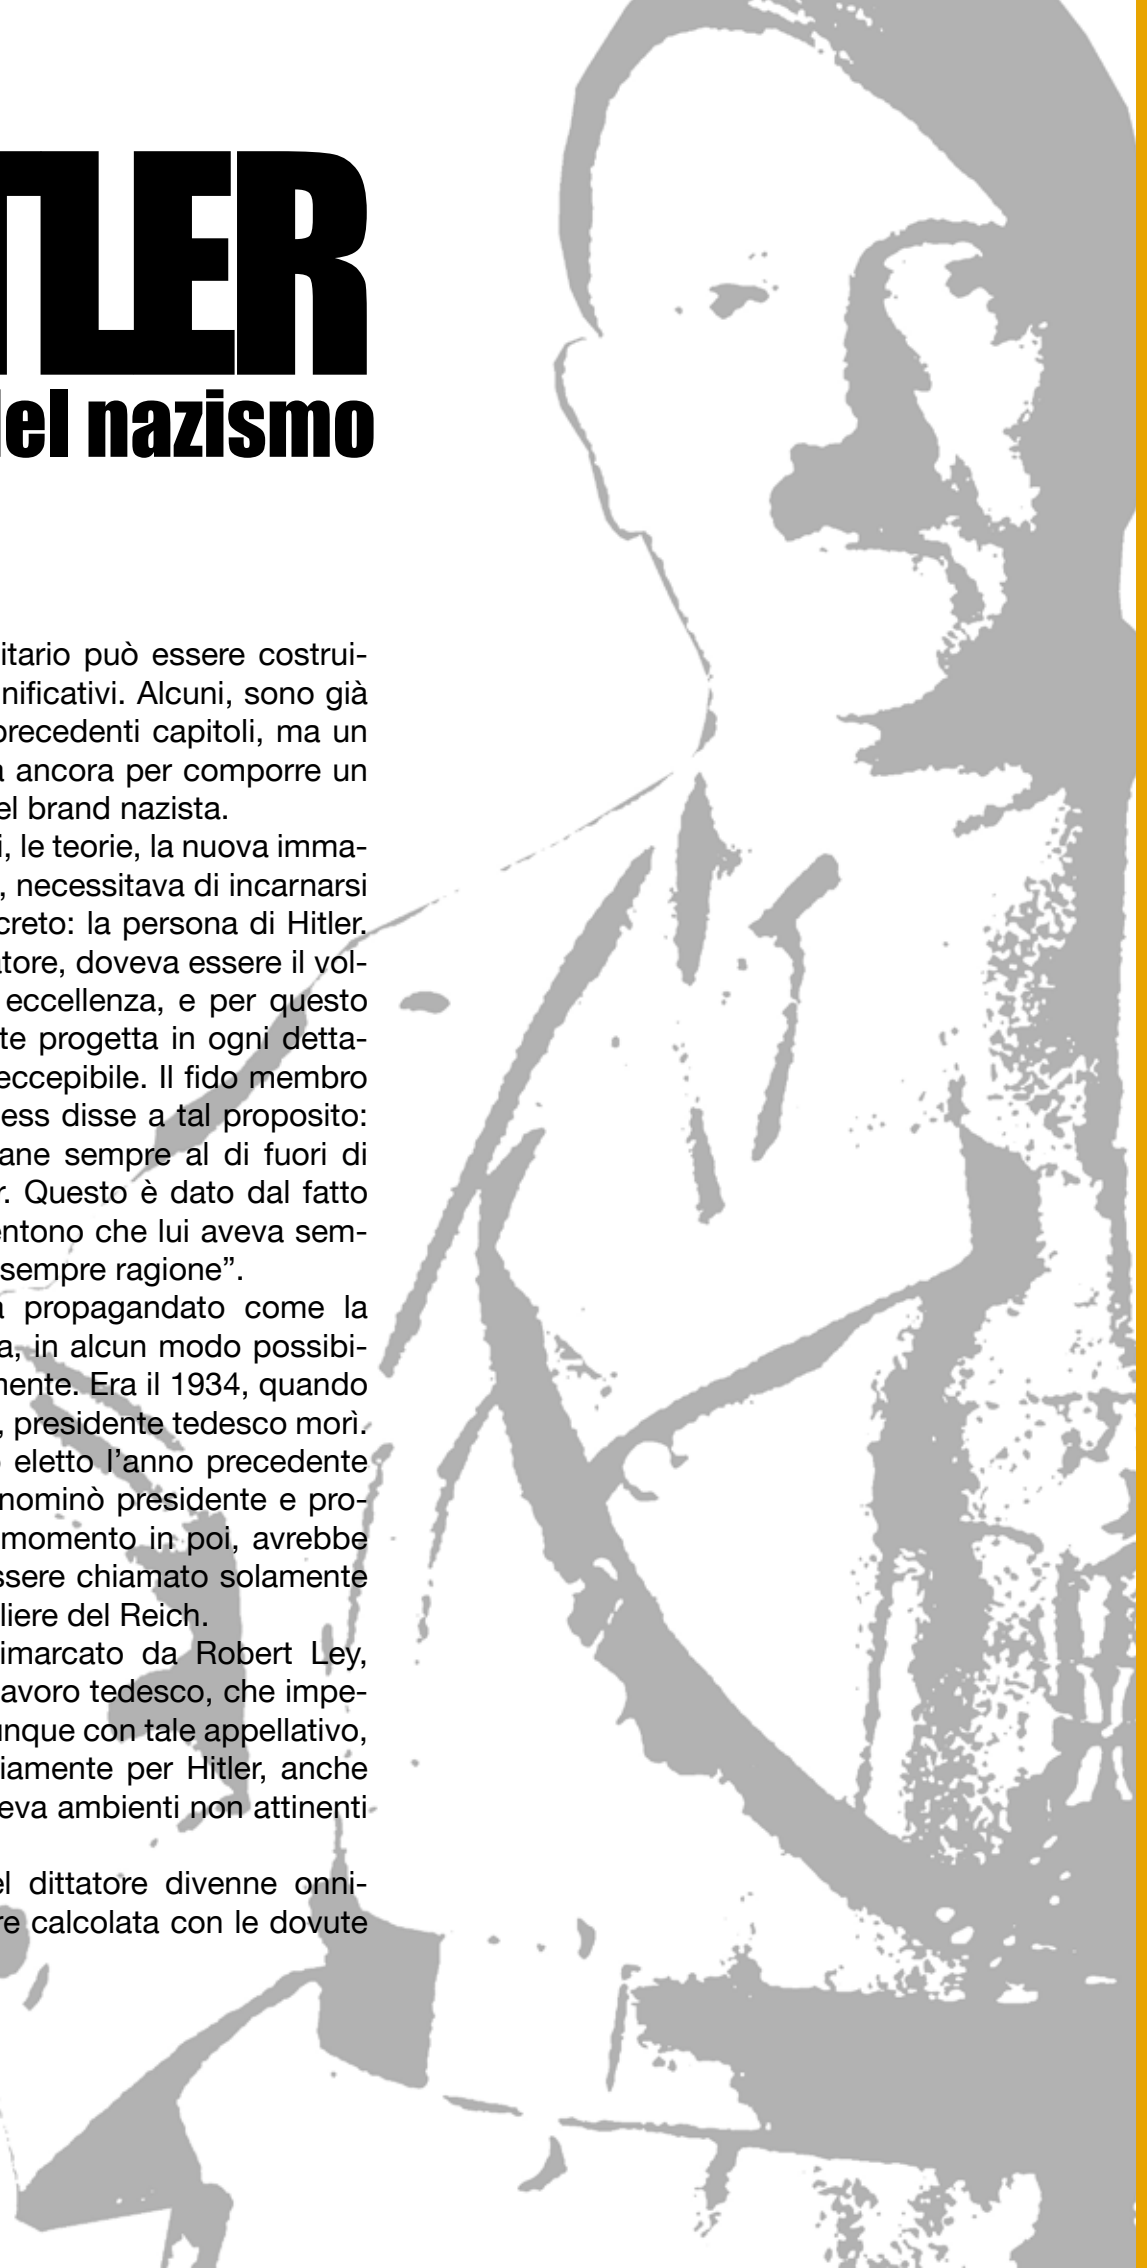 TLER
del nazismo
itario può essere costrui-
nificativi. Alcuni, sono già
precedenti capitoli, ma un
a ancora per comporre un
el brand nazista.
i, le teorie, la nuova imma-
, necessitava di incarnarsi
creto: la persona di Hitler.
atore, doveva essere il vol-
eccellenza, e per questo
te progetta in ogni detta-
eccepibile. Il fido membro
ess disse a tal proposito:
ane sempre al di fuori di
r. Questo è dato dal fatto
entono che lui aveva sem-
sempre ragione”.
a propagandato come la
a, in alcun modo possibi-
mente. Era il 1934, quando
, presidente tedesco morì.
o eletto l’anno precedente
nominò presidente e pro-
momento in poi, avrebbe
ssere chiamato solamente
liere del Reich.
imarcato da Robert Ley,
avoro tedesco, che impe-
unque con tale appellativo,
iamente per Hitler, anche
eva ambienti non attinenti
el dittatore divenne onni-
re calcolata con le dovute